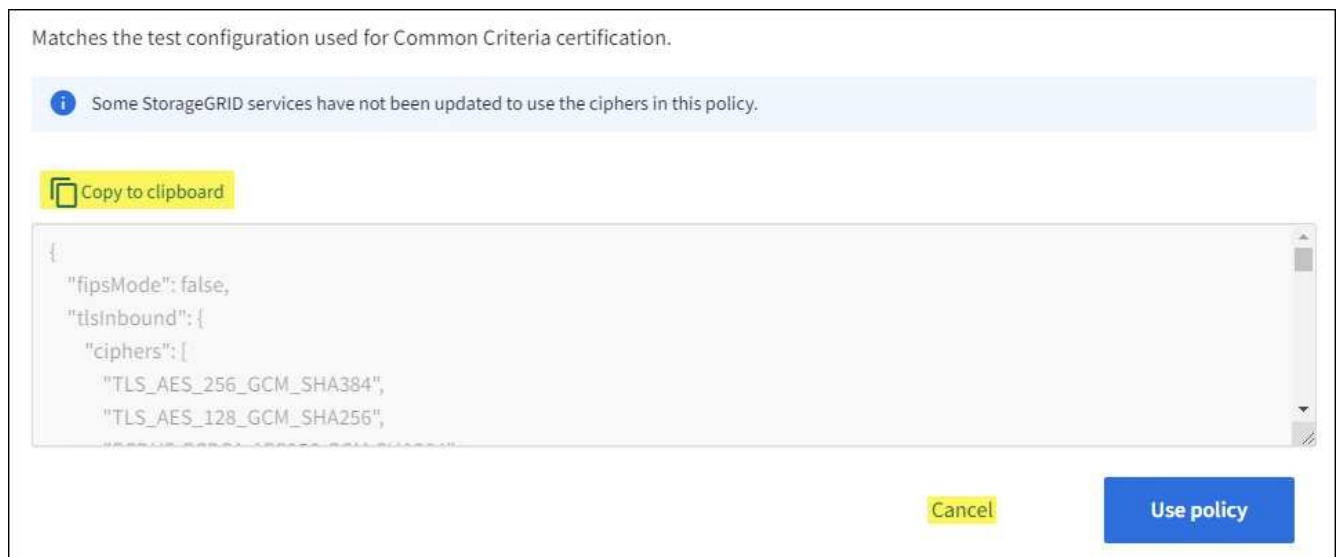 Matches the test configuration used for Common Criteria certification.
Some StorageGRID services have not been updated to use the ciphers in this policy.
Copy to clipboard
{
"fipsMode": false,
"tlsInbound": {
"ciphers": [
"TLS_AES_256_GCM_SHA384",
"TLS_AES_128_GCM_SHA256",
Cancel
Use policy